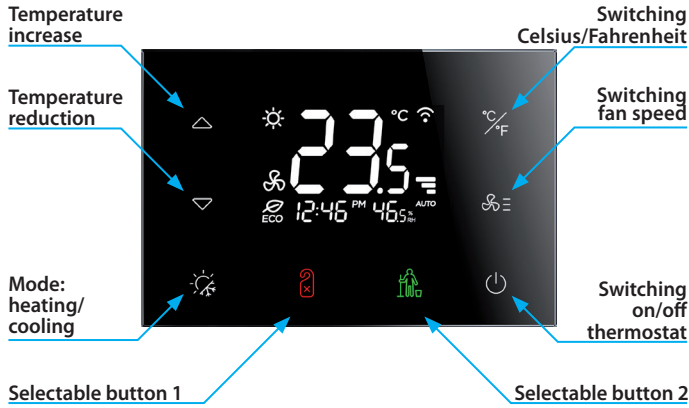 Temperature
increase
Switching
Celsius/Fahrenheit
Temperature
reduction
Switching
fan speed
23.5 °C
°C/°F
ECO 12:46 PM 46.5% RH AUTO
Mode:
heating/
cooling
Switching
on/off
thermostat
Selectable button 1
Selectable button 2